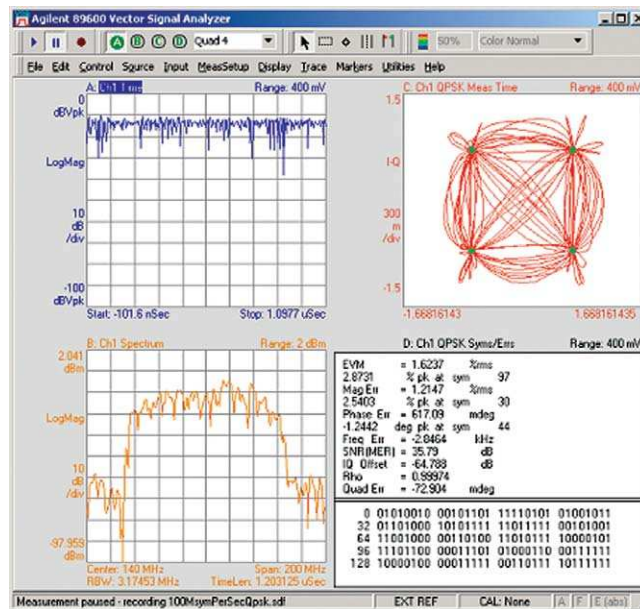 Agilent 89600 Vector Signal Analyzer
A B C D Quad 4 50% Color Normal
File Edit Control Source Input MeasSetup Display Trace Markers Utilities Help
A: Ch1 Time Range: 400 mV
0
dBVpk
LogMag
10
dB
/div
-100
dBVpk
Start: -101.6 nSec Stop: 1.0977 uSec
C: Ch1 QPSK Meas Time Range: 400 mV
1.5
I-Q
300
m
/div
-1.5
-1.66816143 1.668161435
B: Ch1 Spectrum Range: 2 dBm
2.041
dBm
LogMag
10
dB
/div
-97.959
dBm
Center: 140 MHz Span: 200 MHz
RBW: 3.17453 MHz TimeLen: 1.203125 uSec
D: Ch1 QPSK Syms/Errs Range: 400 mV
EVM = 1.6237 %rms
2.8731 % pk at sym 97
Mag Err = 1.2147 %rms
2.5403 % pk at sym 30
Phase Err = 617.09 mdeg
-1.2442 deg pk at sym 44
Freq Err = -2.8464 kHz
SNR(MER) = 35.79 dB
IQ Offset = -64.788 dB
Rho = 0.99974
Quad Err = -72.904 mdeg
0 01010010 00101101 11110101 01001011
32 01101000 10101111 11011111 00101001
64 11001000 00110100 11010111 10000101
96 11101100 00011101 01000110 00111111
128 10000100 00011111 00110111 10111111
Measurement paused - recording 100MsymPerSecQpsk.sdf EXT REF CAL: None A F E (abs)